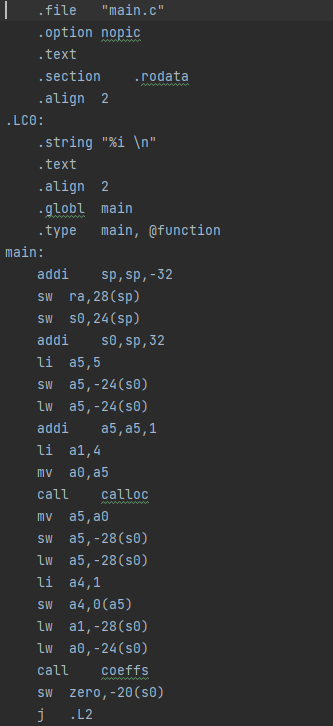 .file "main.c"
.option nopic
.text
.section .rodata
.align 2
.LC0:
.string "%i \n"
.text
.align 2
.globl main
.type main, @function
main:
addi sp,sp,-32
sw ra,28(sp)
sw s0,24(sp)
addi s0,sp,32
li a5,5
sw a5,-24(s0)
lw a5,-24(s0)
addi a5,a5,1
li a1,4
mv a0,a5
call calloc
mv a5,a0
sw a5,-28(s0)
lw a5,-28(s0)
li a4,1
sw a4,0(a5)
lw a1,-28(s0)
lw a0,-24(s0)
call coeffs
sw zero,-20(s0)
j .L2